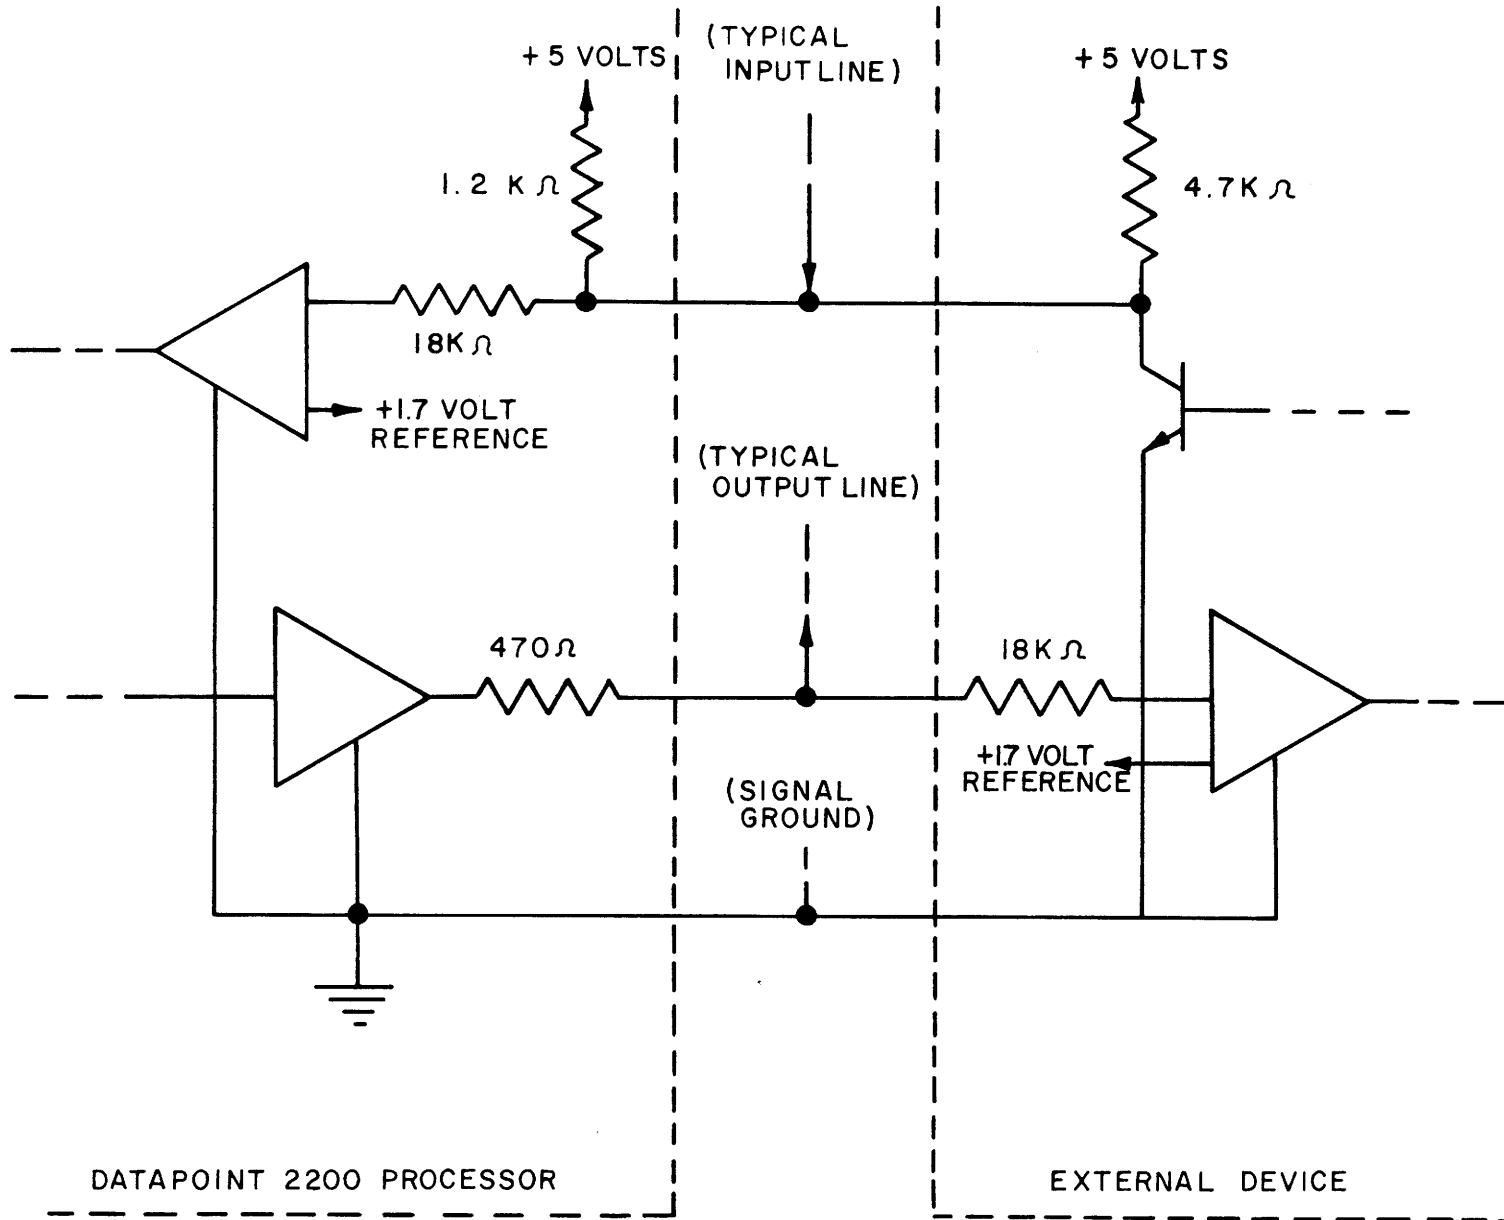 (TYPICAL
INPUT LINE)
+5 VOLTS
+5 VOLTS
1.2 KΩ
4.7KΩ
18KΩ
+1.7 VOLT
REFERENCE
(TYPICAL
OUTPUT LINE)
470Ω
18KΩ
+1.7 VOLT
REFERENCE
(SIGNAL
GROUND)
DATAPOINT 2200 PROCESSOR
EXTERNAL DEVICE